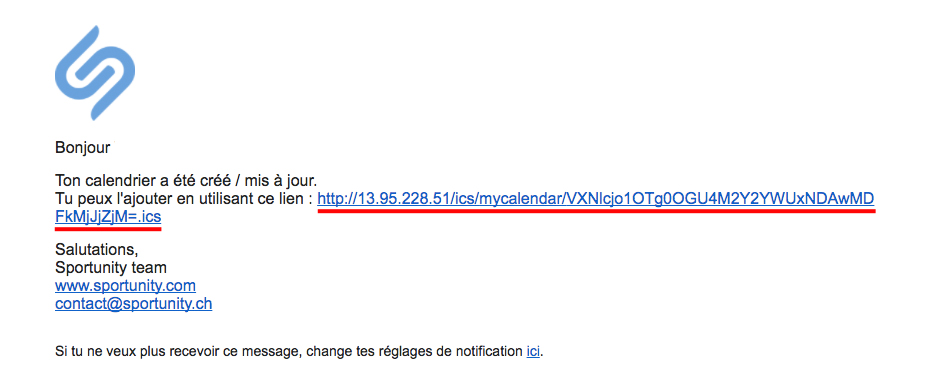 Bonjour
Ton calendrier a été créé / mis à jour.
Tu peux l'ajouter en utilisant ce lien : http://13.95.228.51/ics/mycalendar/VXNlcjo1OTg0OGU4M2Y2YWUxNDAwMD
FkMjJjZjM=.ics
Salutations,
Sportunity team
www.sportunity.com
contact@sportunity.ch
Si tu ne veux plus recevoir ce message, change tes réglages de notification ici.